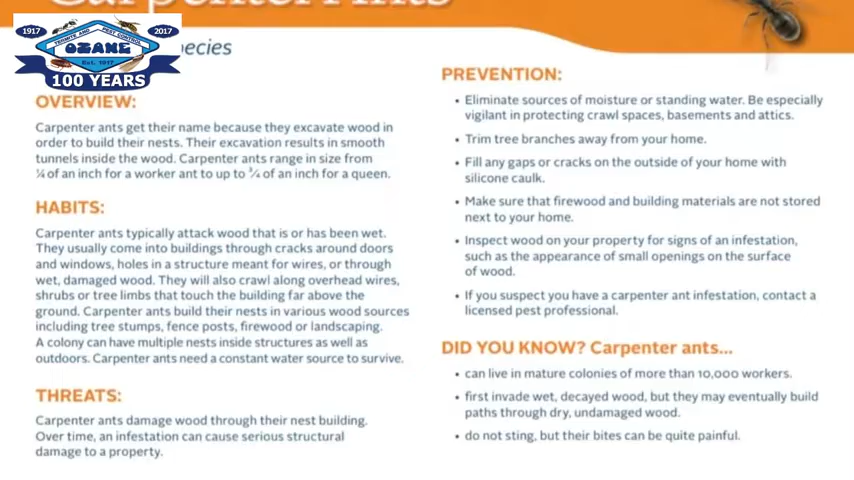 Carpenter Ants
1917
2017
TERMITE AND PEST CONTROL
OZANE
Est. 1917
100 YEARS
OVERVIEW:
Carpenter ants get their name because they excavate wood in
order to build their nests. Their excavation results in smooth
tunnels inside the wood. Carpenter ants range in size from
¼ of an inch for a worker ant to up to ¾ of an inch for a queen.
HABITS:
Carpenter ants typically attack wood that is or has been wet.
They usually come into buildings through cracks around doors
and windows, holes in a structure meant for wires, or through
wet, damaged wood. They will also crawl along overhead wires,
shrubs or tree limbs that touch the building far above the
ground. Carpenter ants build their nests in various wood sources
including tree stumps, fence posts, firewood or landscaping.
A colony can have multiple nests inside structures as well as
outdoors. Carpenter ants need a constant water source to survive.
THREATS:
Carpenter ants damage wood through their nest building.
Over time, an infestation can cause serious structural
damage to a property.
PREVENTION:
• Eliminate sources of moisture or standing water. Be especially
vigilant in protecting crawl spaces, basements and attics.
• Trim tree branches away from your home.
• Fill any gaps or cracks on the outside of your home with
silicone caulk.
• Make sure that firewood and building materials are not stored
next to your home.
• Inspect wood on your property for signs of an infestation,
such as the appearance of small openings on the surface
of wood.
• If you suspect you have a carpenter ant infestation, contact a
licensed pest professional.
DID YOU KNOW? Carpenter ants...
• can live in mature colonies of more than 10,000 workers.
• first invade wet, decayed wood, but they may eventually build
paths through dry, undamaged wood.
• do not sting, but their bites can be quite painful.